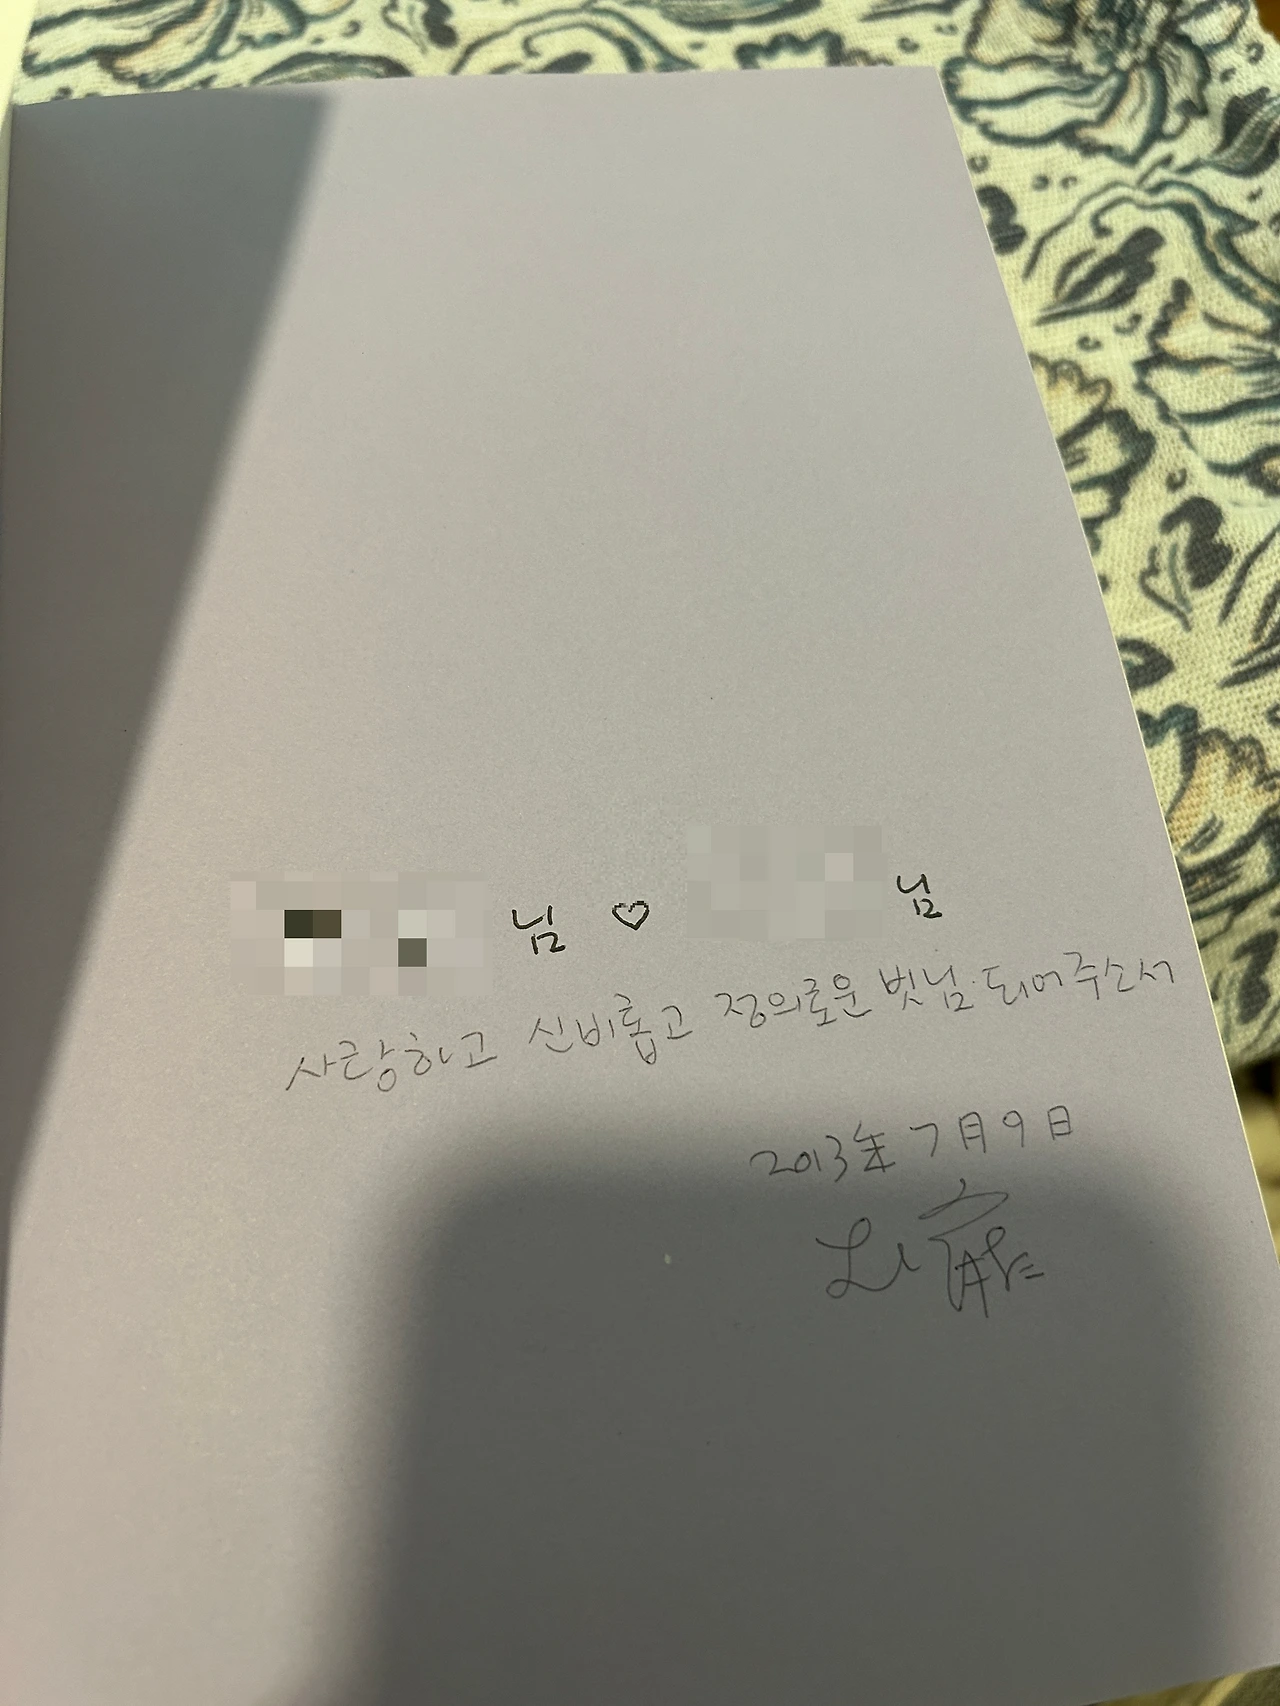 님 ♡ 님
사랑하고 신비롭고 정의로운 벗님 되어주소서
2013年 7月 9日